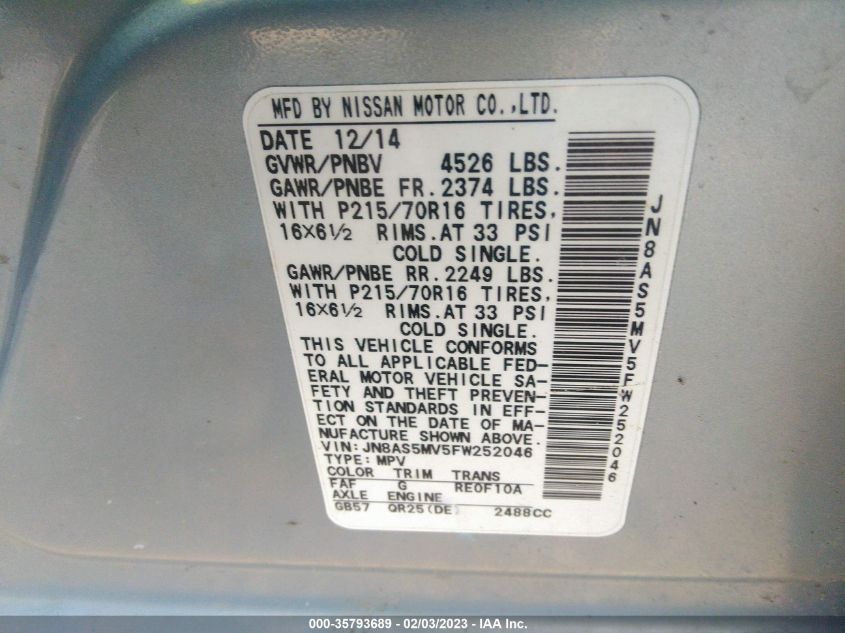 MFD BY NISSAN MOTOR CO.,LTD.
DATE 12/14
GVWR/PNBV 4526 LBS.
GAWR/PNBE FR.2374 LBS.
WITH P215/70R16 TIRES,
16X6½ RIMS.AT 33 PSI
COLD SINGLE.
GAWR/PNBE RR.2249 LBS.
WITH P215/70R16 TIRES,
16X6½ RIMS.AT 33 PSI
COLD SINGLE.
THIS VEHICLE CONFORMS
TO ALL APPLICABLE FED-
ERAL MOTOR VEHICLE SA-
FETY AND THEFT PREVEN-
TION STANDARDS IN EFF-
ECT ON THE DATE OF MA-
NUFACTURE SHOWN ABOVE.
VIN:JN8AS5MV5FW252046
TYPE:MPV
COLOR TRIM TRANS
FAF G RE0F10A
AXLE ENGINE
GB57 QR25(DE) 2488CC
JN8AS5MV5FW252046
000-35793689 - 02/03/2023 - IAA Inc.